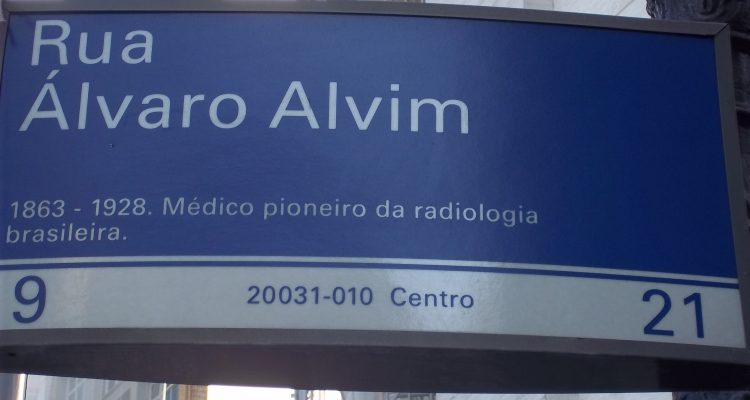 Rua
Álvaro Alvim
1863 - 1928. Médico pioneiro da radiologia
brasileira.
9 20031-010 Centro 21